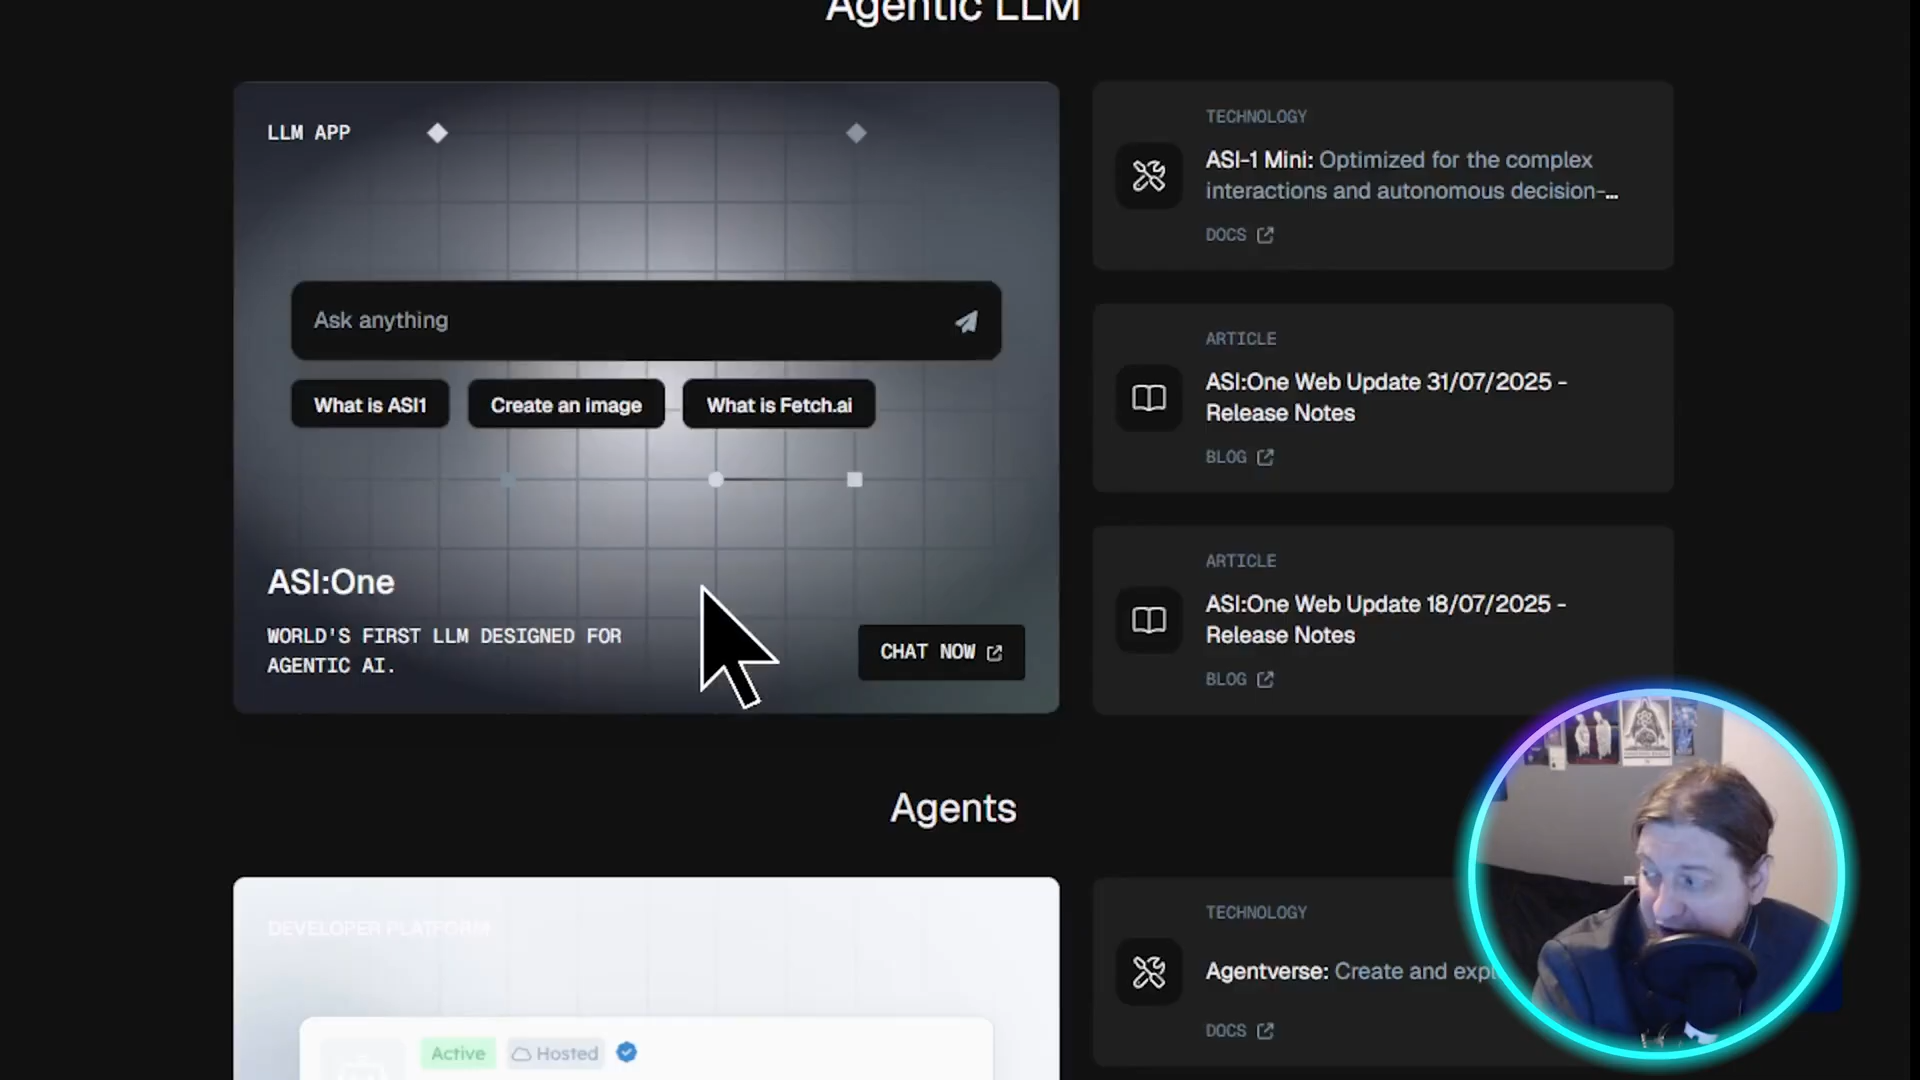 Agentic LLM
LLM APP
Ask anything
What is ASI1
Create an image
What is Fetch.ai
ASI:One
WORLD'S FIRST LLM DESIGNED FOR
AGENTIC AI.
CHAT NOW
TECHNOLOGY
ASI-1 Mini: Optimized for the complex
interactions and autonomous decision-...
DOCS
ARTICLE
ASI:One Web Update 31/07/2025 -
Release Notes
BLOG
ARTICLE
ASI:One Web Update 18/07/2025 -
Release Notes
BLOG
Agents
DEVELOPER PLATFORM
Active
Hosted
TECHNOLOGY
Agentverse: Create and expl
DOCS